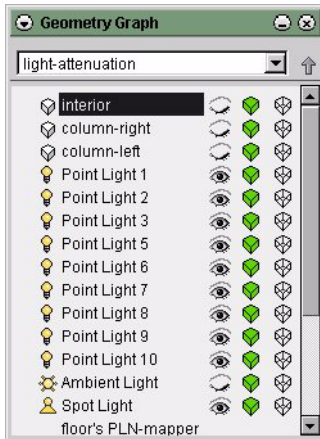 Geometry Graph
light-attenuation
interior
column-right
column-left
Point Light 1
Point Light 2
Point Light 3
Point Light 5
Point Light 6
Point Light 7
Point Light 8
Point Light 9
Point Light 10
Ambient Light
Spot Light
floor's PLN-mapper